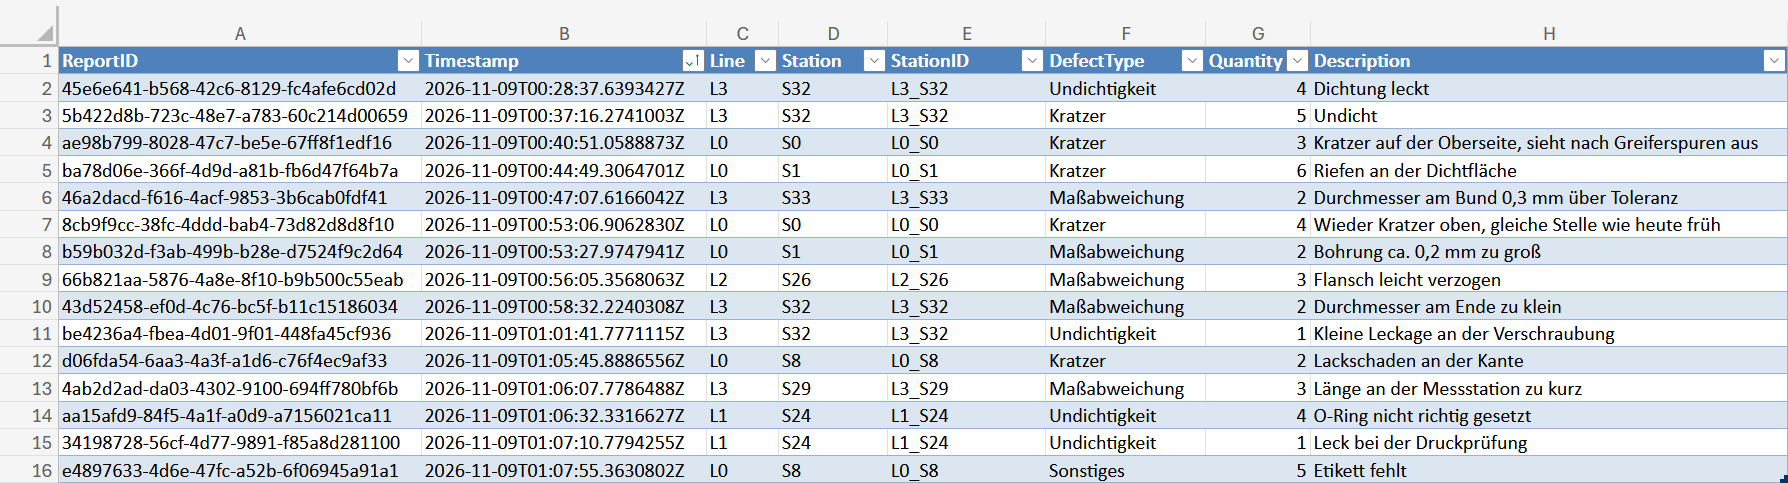 A B C D E F G H
1 ReportID Timestamp Line Station StationID DefectType Quantity Description
2 45e6e641-b568-42c6-8129-fc4afe6cd02d 2026-11-09T00:28:37.6393427Z L3 S32 L3_S32 Undichtigkeit 4 Dichtung leckt
3 5b422d8b-723c-48e7-a783-60c214d00659 2026-11-09T00:37:16.2741003Z L3 S32 L3_S32 Kratzer 5 Undicht
4 ae98b799-8028-47c7-be5e-67ff8f1edf16 2026-11-09T00:40:51.0588873Z L0 S0 L0_S0 Kratzer 3 Kratzer auf der Oberseite, sieht nach Greiferspuren aus
5 ba78d06e-366f-4d9d-a81b-fb6d47f64b7a 2026-11-09T00:44:49.3064701Z L0 S1 L0_S1 Kratzer 6 Riefen an der Dichtfläche
6 46a2dacd-f616-4acf-9853-3b6cab0fdf41 2026-11-09T00:47:07.6166042Z L3 S33 L3_S33 Maßabweichung 2 Durchmesser am Bund 0,3 mm über Toleranz
7 8cb9f9cc-38fc-4ddd-bab4-73d82d8d8f10 2026-11-09T00:53:06.9062830Z L0 S0 L0_S0 Kratzer 4 Wieder Kratzer oben, gleiche Stelle wie heute früh
8 b59b032d-f3ab-499b-b28e-d7524f9c2d64 2026-11-09T00:53:27.9747941Z L0 S1 L0_S1 Maßabweichung 2 Bohrung ca. 0,2 mm zu groß
9 66b821aa-5876-4a8e-8f10-b9b500c55eab 2026-11-09T00:56:05.3568063Z L2 S26 L2_S26 Maßabweichung 3 Flansch leicht verzogen
10 43d52458-ef0d-4c76-bc5f-b11c15186034 2026-11-09T00:58:32.2240308Z L3 S32 L3_S32 Maßabweichung 2 Durchmesser am Ende zu klein
11 be4236a4-fbea-4d01-9f01-448fa45cf936 2026-11-09T01:01:41.7771115Z L3 S32 L3_S32 Undichtigkeit 1 Kleine Leckage an der Verschraubung
12 d06fda54-6aa3-4a3f-a1d6-c76f4ec9af33 2026-11-09T01:05:45.8886556Z L0 S8 L0_S8 Kratzer 2 Lackschaden an der Kante
13 4ab2d2ad-da03-4302-9100-694ff780bf6b 2026-11-09T01:06:07.7786488Z L3 S29 L3_S29 Maßabweichung 3 Länge an der Messstation zu kurz
14 aa15afd9-84f5-4a1f-a0d9-a7156021ca11 2026-11-09T01:06:32.3316627Z L1 S24 L1_S24 Undichtigkeit 4 O-Ring nicht richtig gesetzt
15 34198728-56cf-4d77-9891-f85a8d281100 2026-11-09T01:07:10.7794255Z L1 S24 L1_S24 Undichtigkeit 1 Leck bei der Druckprüfung
16 e4897633-4d6e-47fc-a52b-6f06945a91a1 2026-11-09T01:07:55.3630802Z L0 S8 L0_S8 Sonstiges 5 Etikett fehlt